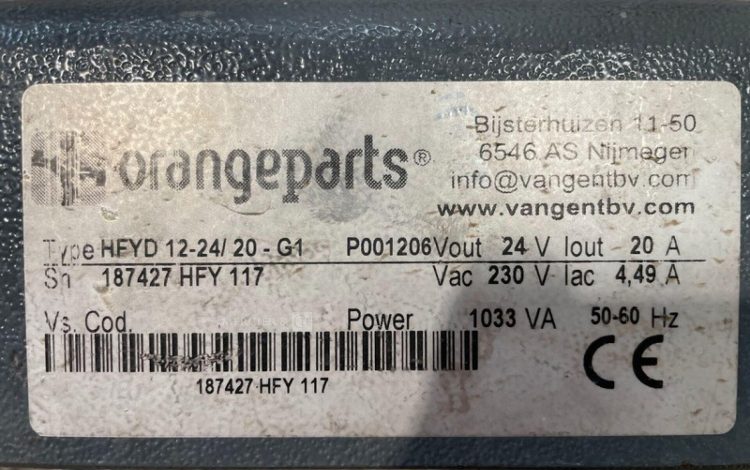 orangeparts®
Bijsterhuizen 11-50
6546 AS Nijmegen
info@vangentbv.com
www.vangentbv.com
Type HFYD 12-24/ 20 - G1 P001206 Vout 24 V Iout 20 A
Sn 187427 HFY 117 Vac 230 V Iac 4,49 A
Vs. Cod. Power 1033 VA 50-60 Hz
187427 HFY 117
CE